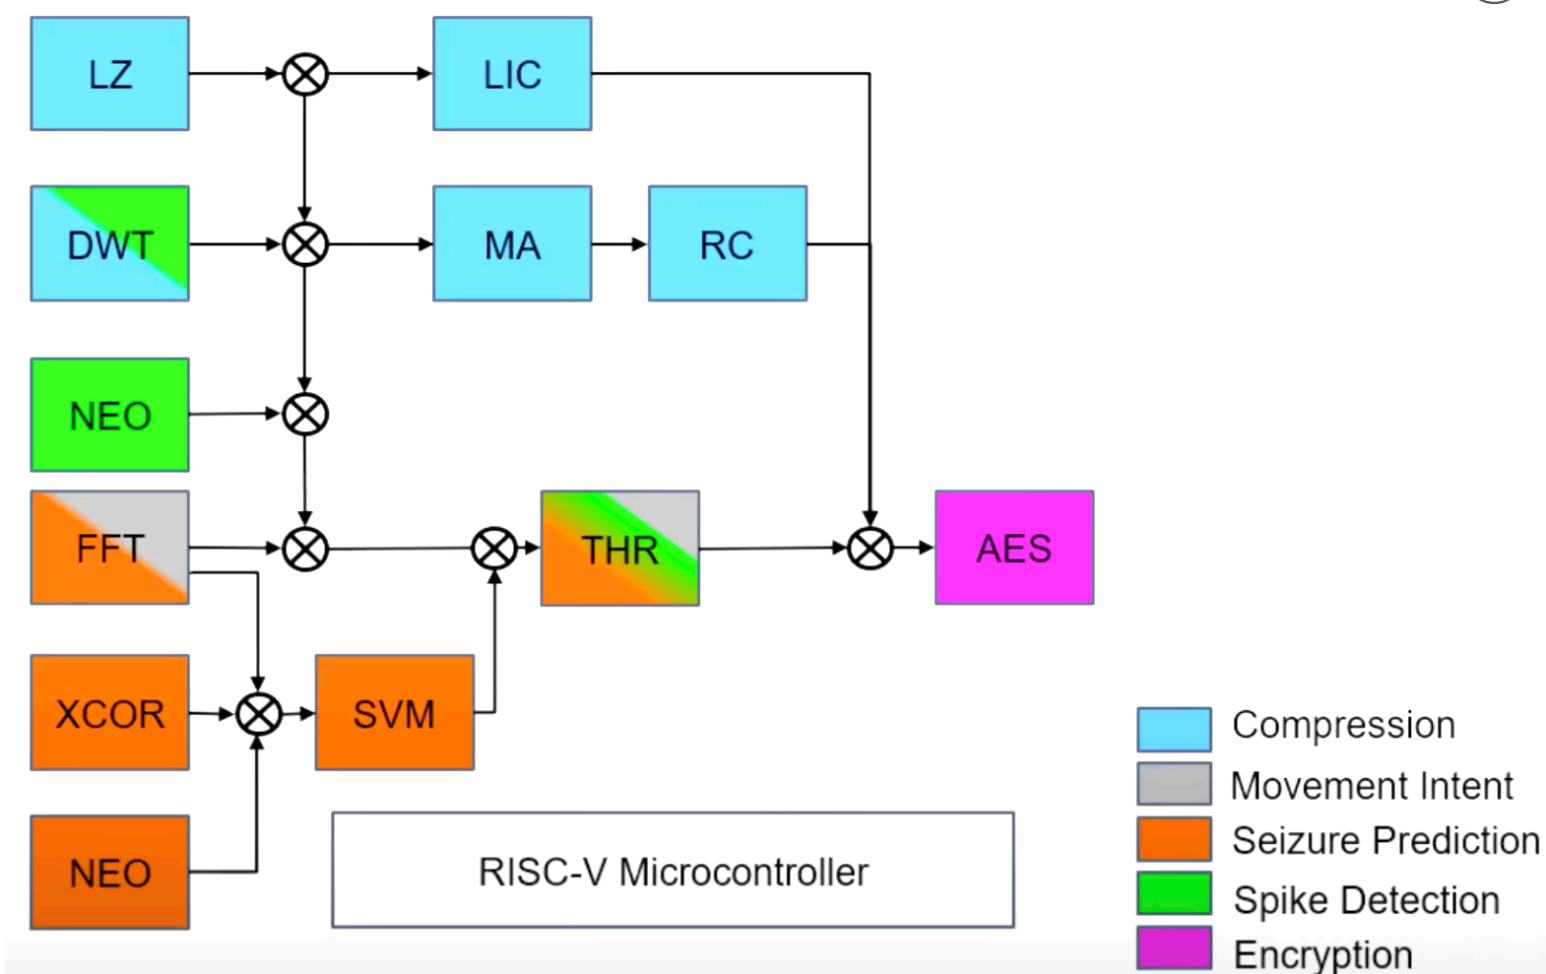 LZ
LIC
DWT
MA
RC
NEO
FFT
THR
AES
XCOR
SVM
NEO
RISC-V Microcontroller
Compression
Movement Intent
Seizure Prediction
Spike Detection
Encryption